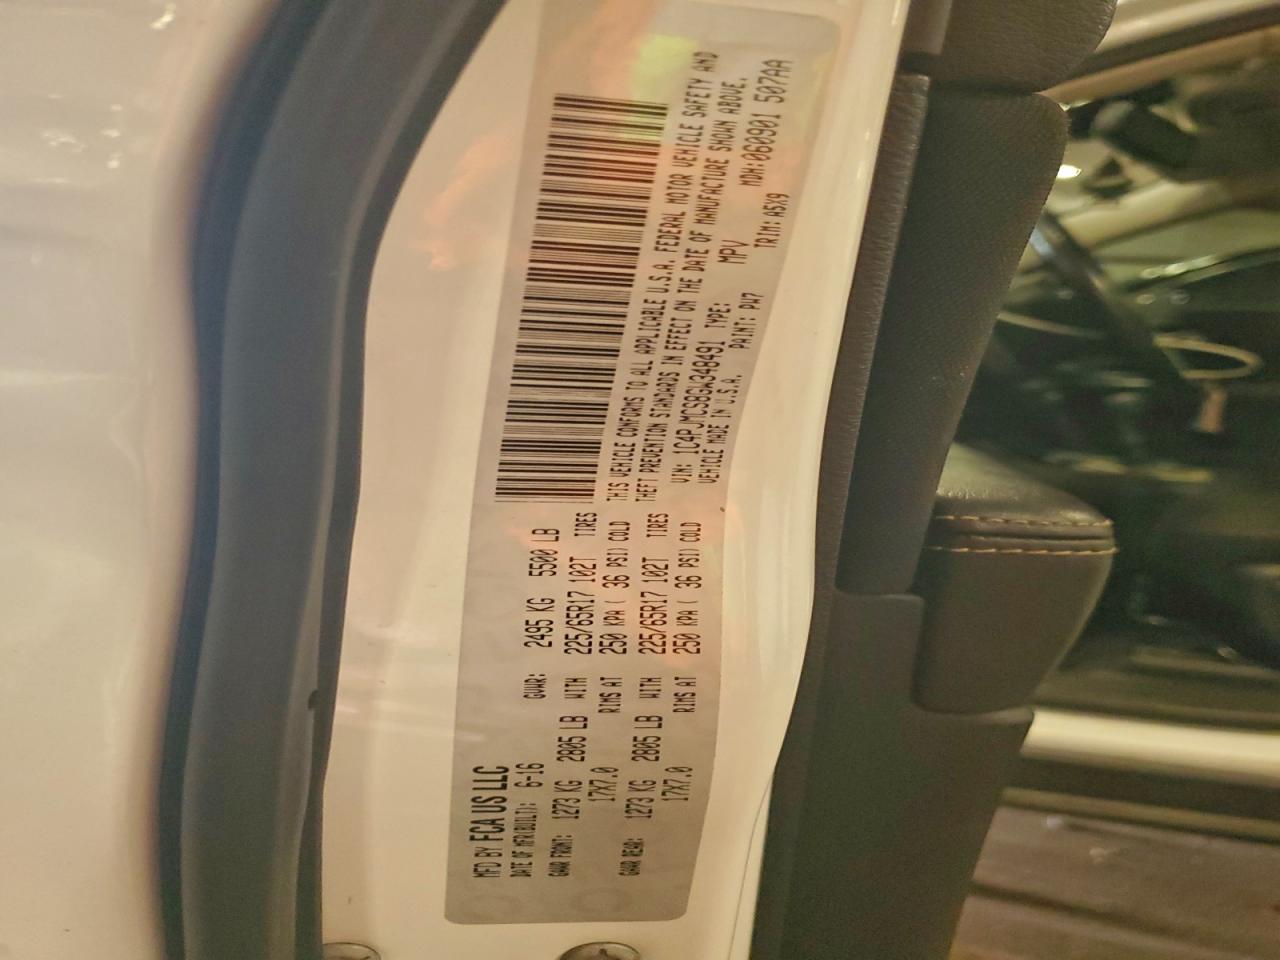 MFD BY FCA US LLC
DATE OF MFR(BUILT): 6-16 GVWR: 2495 KG 5500 LB
GAWR FRONT: 1273 KG 2805 LB WITH 225/65R17 102T TIRES
17X7.0 RIMS AT 250 KPA( 36 PSI) COLD
GAWR REAR: 1273 KG 2805 LB WITH 225/65R17 102T TIRES
17X7.0 RIMS AT 250 KPA( 36 PSI) COLD
THIS VEHICLE CONFORMS TO ALL APPLICABLE U.S.A. FEDERAL MOTOR VEHICLE SAFETY AND
THEFT PREVENTION STANDARDS IN EFFECT ON THE DATE OF MANUFACTURE SHOWN ABOVE.
VIN: 1C4PJMCS8GW348491 TYPE: MPV MDH:060901 507AA
VEHICLE MADE IN U.S.A. PAINT: PW7 TRIM: A5X9